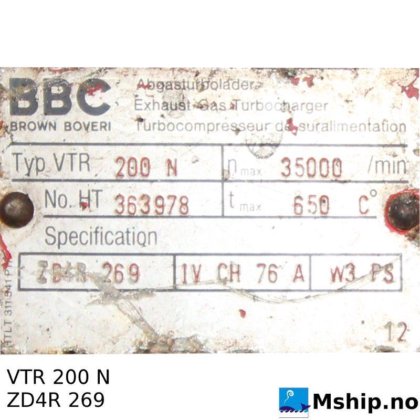 BBC
BROWN BOVERI
Abgasturbolader
Exhaust-Gas Turbocharger
Turbocompresseur de suralimentation
Typ VTR 200 N n max 35000 /min
No. HT 363978 t max 650 C°
Specification
ZD4R 269 IV CH 76 A W3 PS
12
VTR 200 N
ZD4R 269
Mship.no